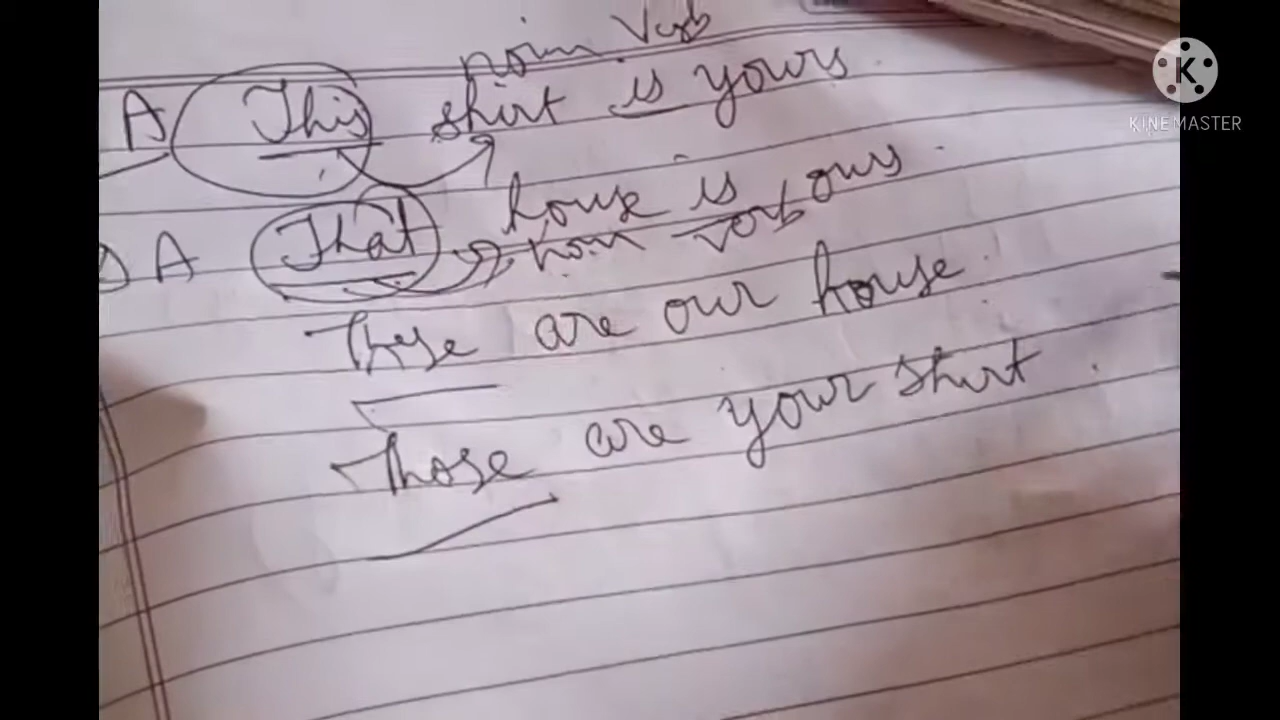 noun Verb
A This shirt is yours.
A That house is ours.
noun verb
These are our house.
Those are your shirt.
K
KINEMASTER